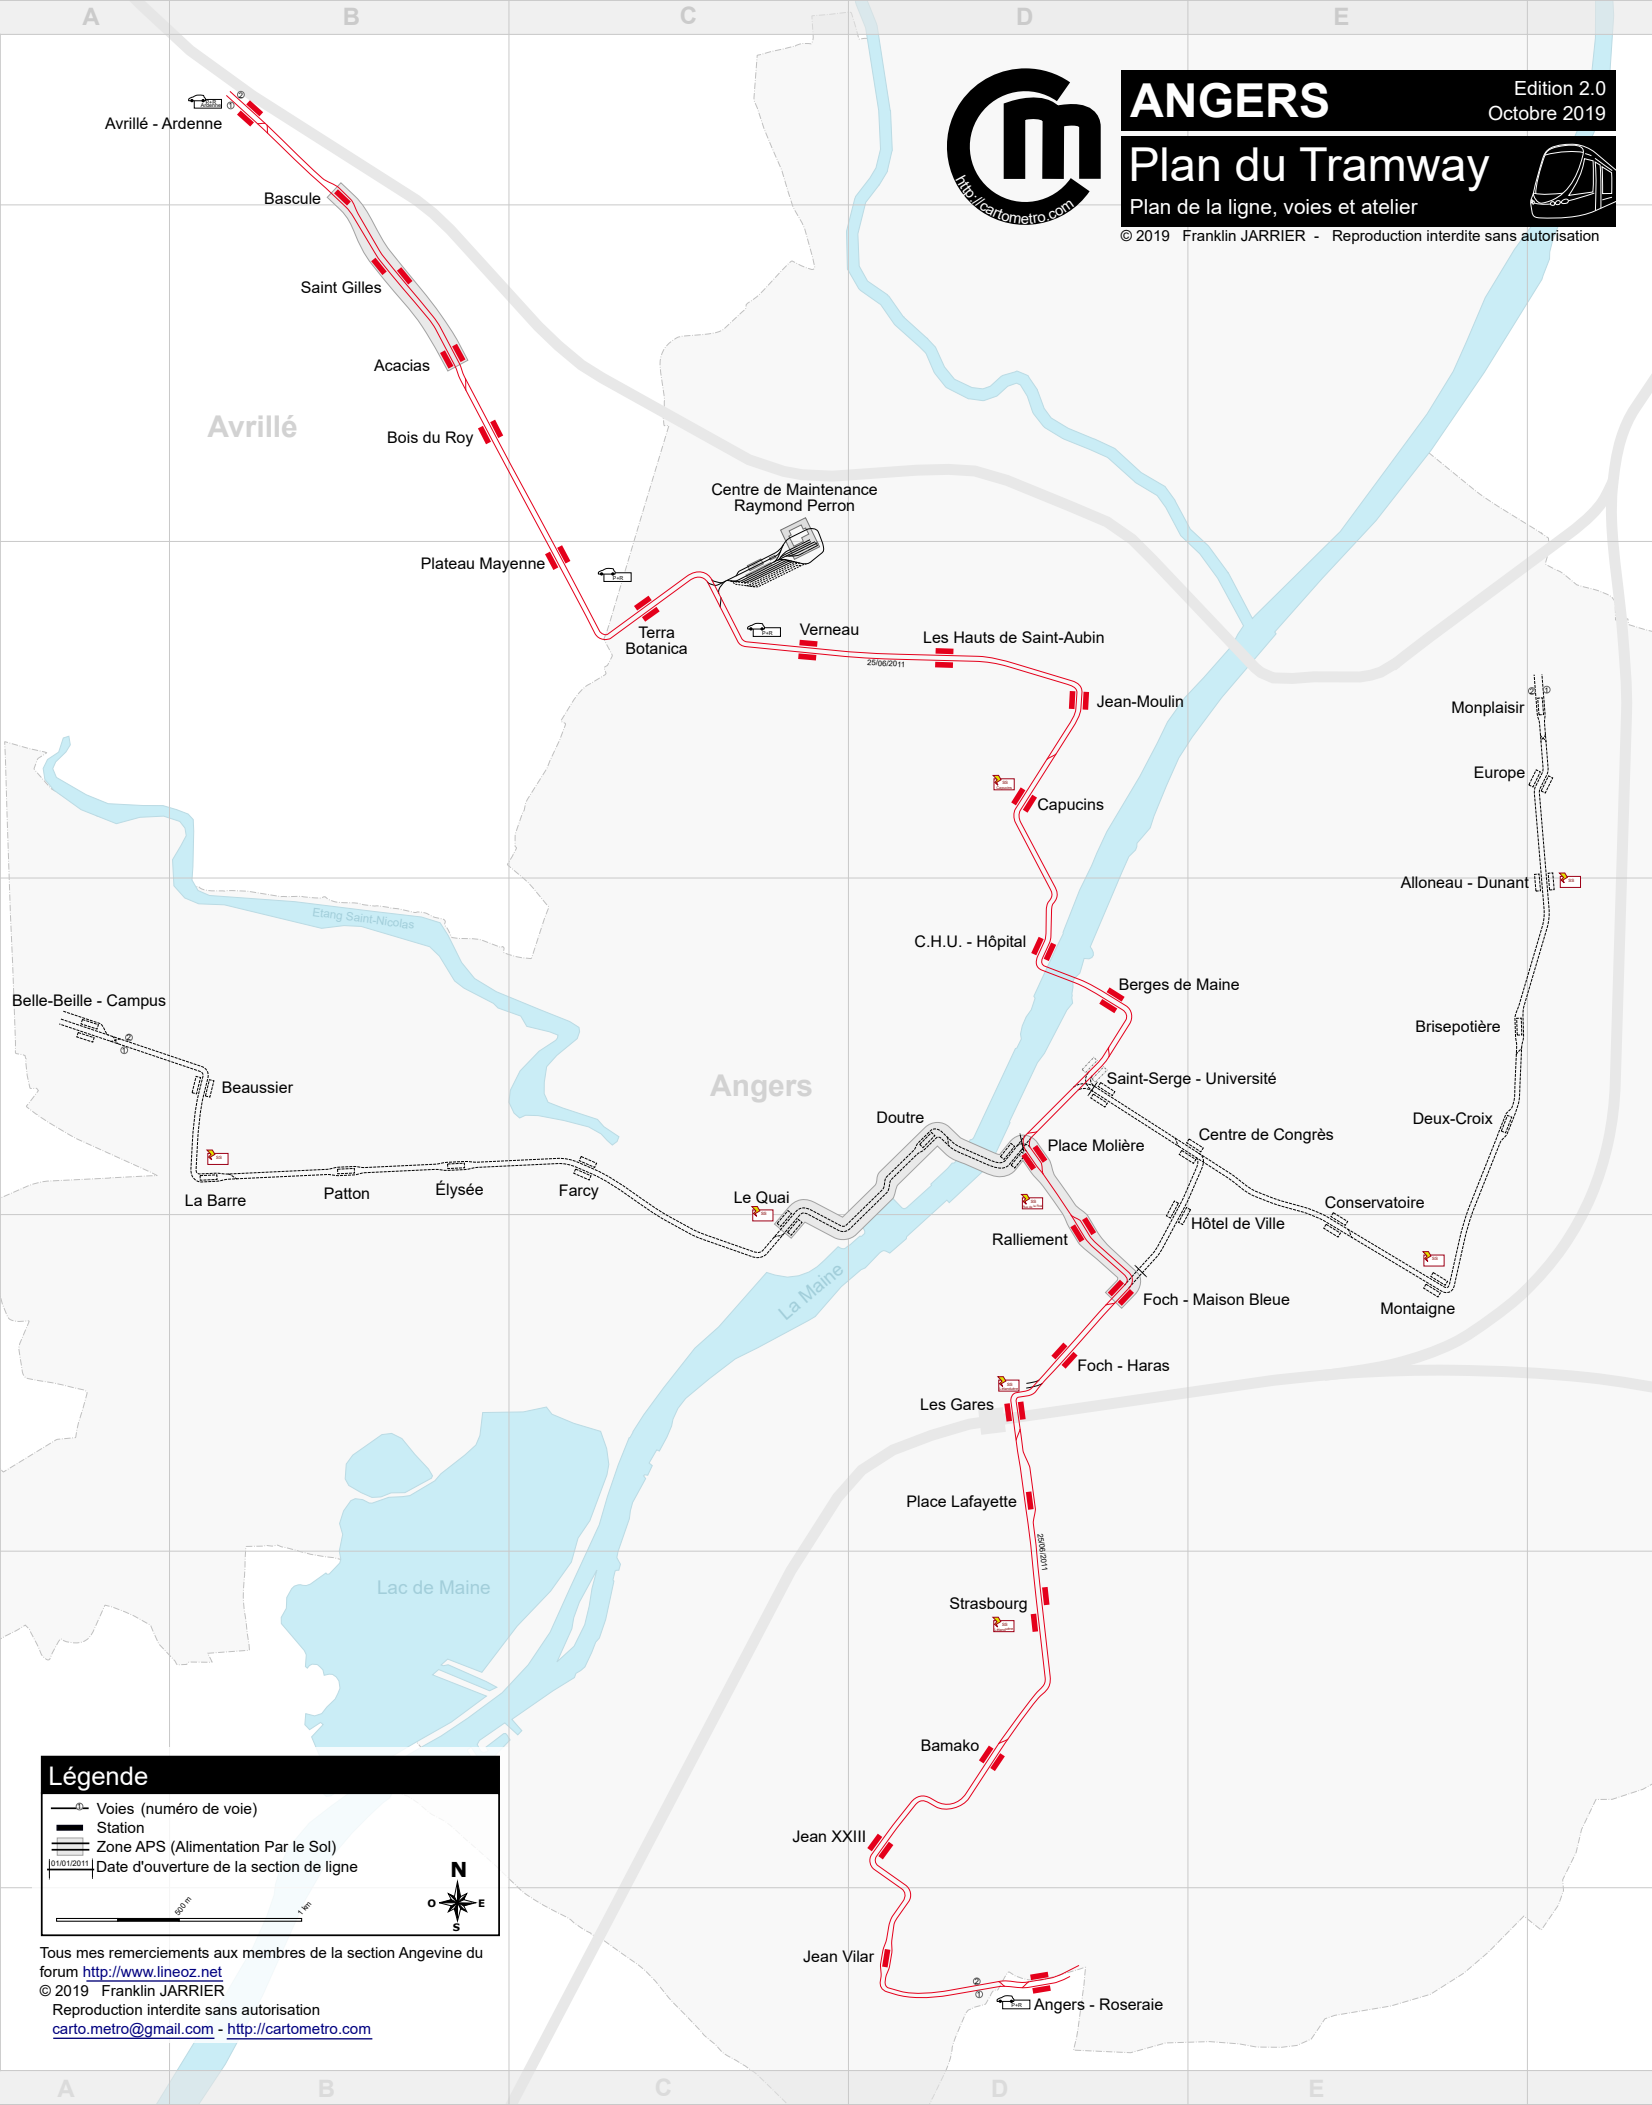 A B C D E
ANGERS
Edition 2.0
Octobre 2019
Plan du Tramway
Plan de la ligne, voies et atelier
© 2019 Franklin JARRIER - Reproduction interdite sans autorisation
http://cartometro.com
② ①
Avrillé - Ardenne
Bascule
Saint Gilles
Acacias
Avrillé
Bois du Roy
Centre de Maintenance
Raymond Perron
Plateau Mayenne
P+R
Terra
Botanica
P+R
Verneau
25/06/2011
Les Hauts de Saint-Aubin
Jean-Moulin
② ①
Monplaisir
Europe
Capucins
Alloneau - Dunant
Etang Saint-Nicolas
C.H.U. - Hôpital
Berges de Maine
Belle-Beille - Campus
② ①
Brisepotière
Beaussier
Angers
Saint-Serge - Université
Doutre
Deux-Croix
Place Molière
Centre de Congrès
La Barre
Patton
Élysée
Farcy
Le Quai
Conservatoire
Hôtel de Ville
Ralliement
La Maine
Foch - Maison Bleue
Montaigne
Foch - Haras
Les Gares
Place Lafayette
25/06/2011
Lac de Maine
Strasbourg
Bamako
Jean XXIII
Jean Vilar
② ①
P+R
Angers - Roseraie
Légende
① Voies (numéro de voie)
Station
Zone APS (Alimentation Par le Sol)
01/01/2011 Date d'ouverture de la section de ligne
500 m
1 km
N
O E
S
Tous mes remerciements aux membres de la section Angevine du
forum http://www.lineoz.net
© 2019 Franklin JARRIER
Reproduction interdite sans autorisation
carto.metro@gmail.com - http://cartometro.com
A B C D E